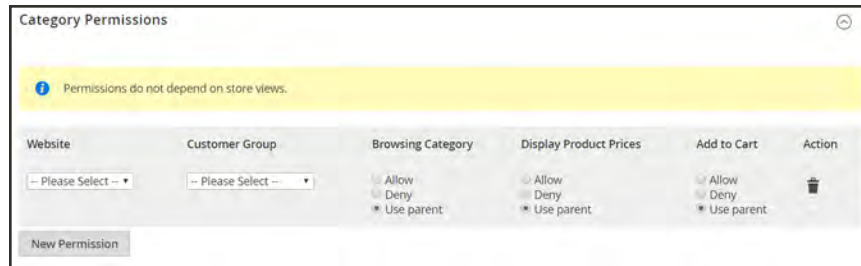 Category Permissions
Permissions do not depend on store views.
Website Customer Group Browsing Category Display Product Prices Add to Cart Action
-- Please Select -- -- Please Select -- Allow Allow Allow
Deny Deny Deny
Use parent Use parent Use parent
New Permission